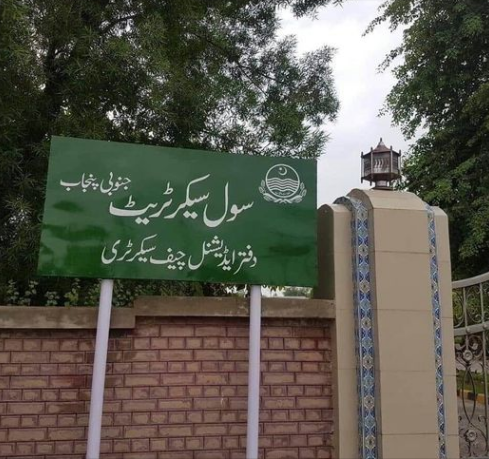 سول سیکرٹریٹ جنوبی پنجاب
دفتر ایڈیشنل چیف سیکرٹری